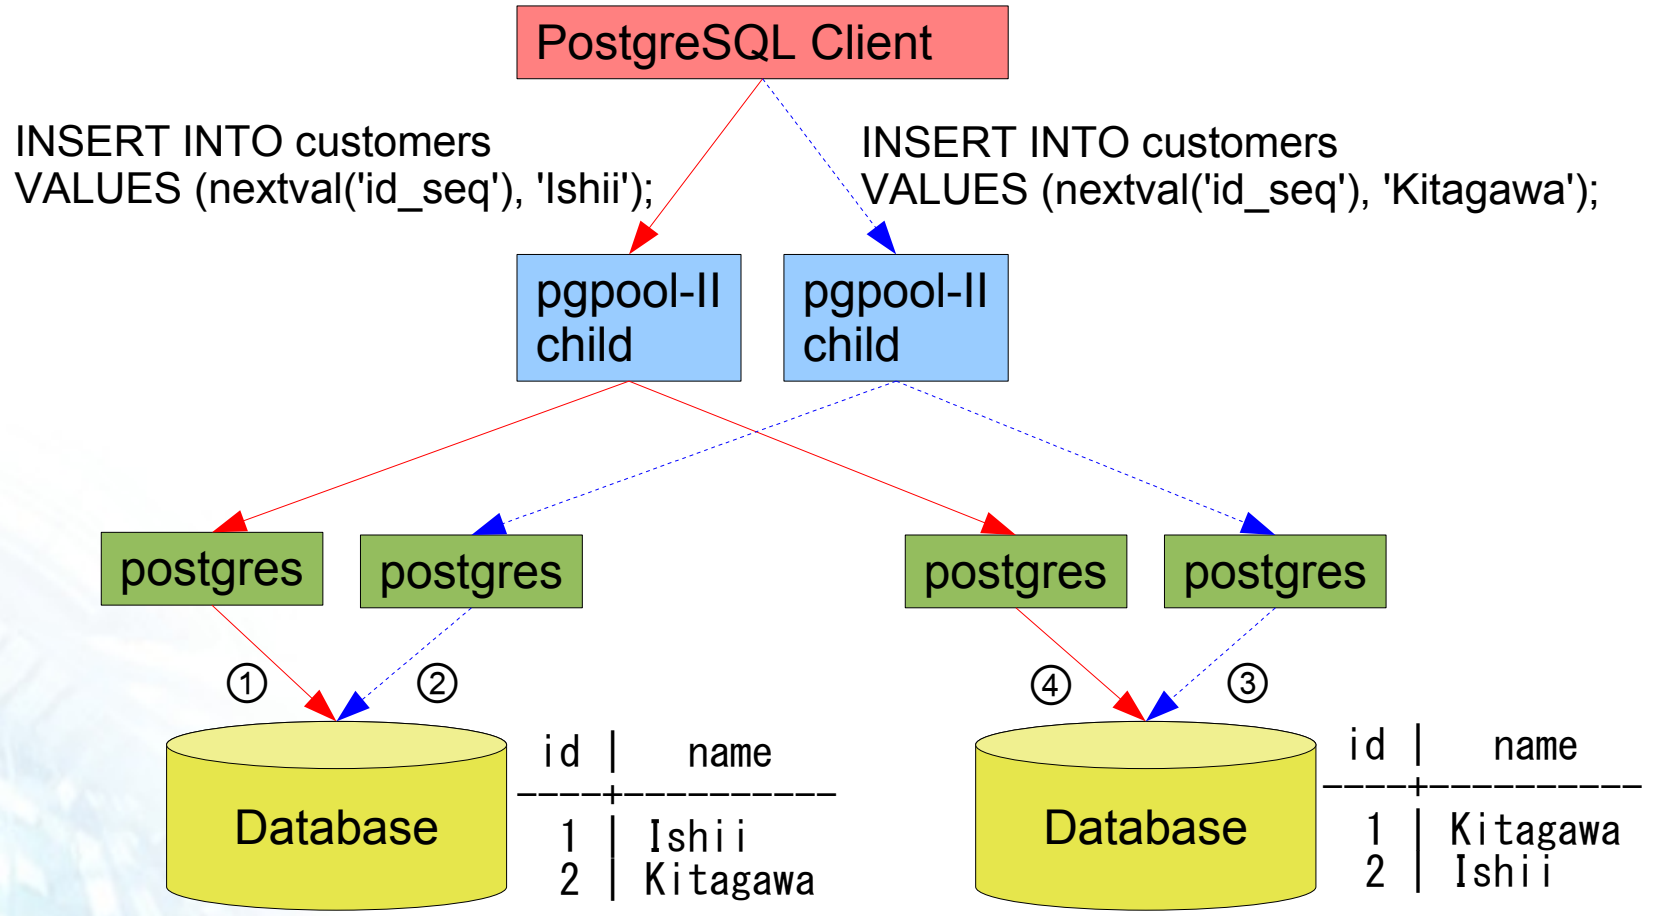 PostgreSQL Client
INSERT INTO customers
VALUES (nextval('id_seq'), 'Ishii');
INSERT INTO customers
VALUES (nextval('id_seq'), 'Kitagawa');
pgpool-II
child
pgpool-II
child
postgres
postgres
postgres
postgres
①
②
④
③
Database
id | name
----+----------
1 | Ishii
2 | Kitagawa
Database
id | name
----+----------
1 | Kitagawa
2 | Ishii